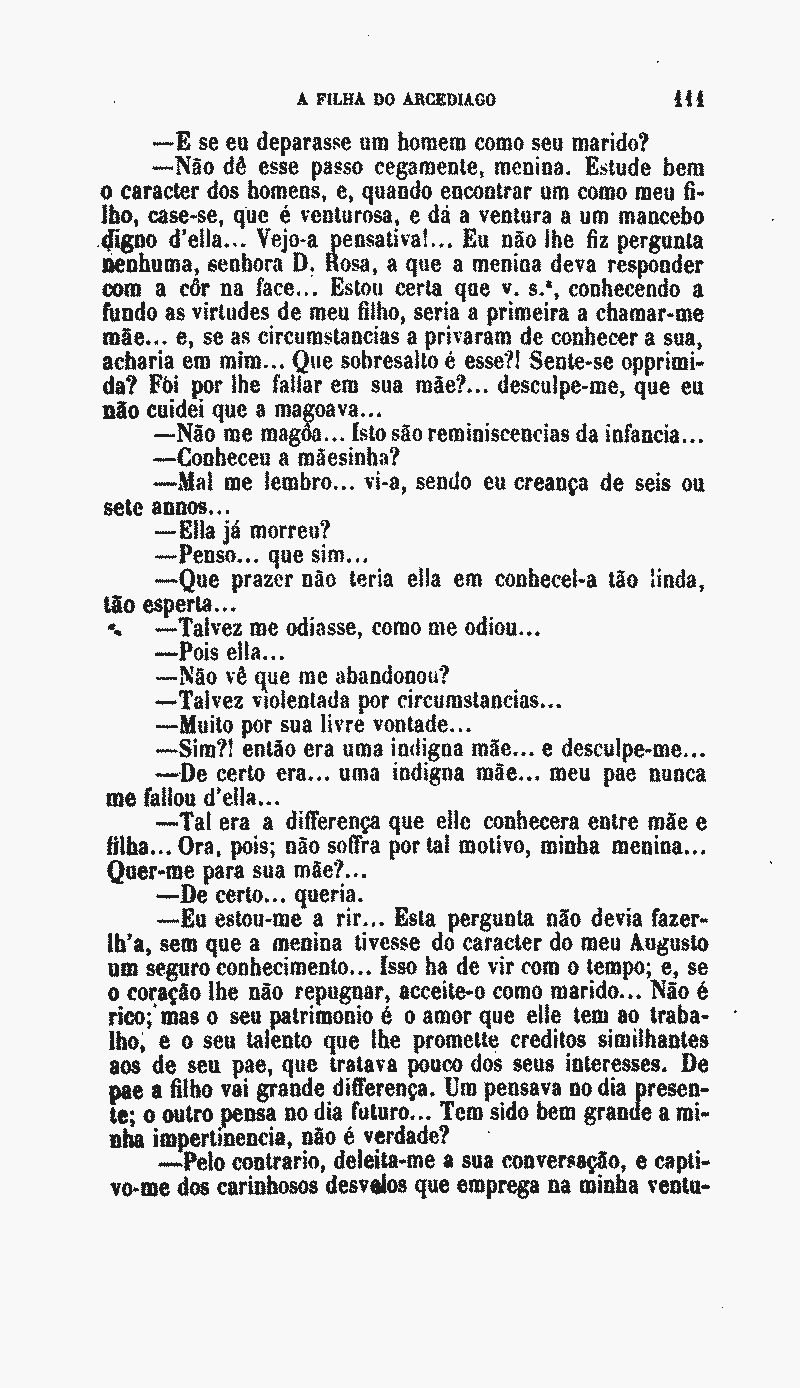 A FILHA DO ARCEDIAGO 111
—E se eu deparasse um homem como seu marido?
—Não dê esse passo cegamente, menina. Estude bem
o caracter dos homens, e, quando encontrar um como meu fi-
lho, case-se, que é venturosa, e dá a ventura a um mancebo
digno d'ella... Vejo-a pensativa!... Eu não lhe fiz pergunta
nenhuma, senhora D. Rosa, a que a menina deva responder
com a côr na face... Estou certa que v. s.ª, conhecendo a
fundo as virtudes de meu filho, seria a primeira a chamar-me
mãe... e, se as circumstancias a privaram de conhecer a sua,
acharia em mim... Que sobresalto é esse?! Sente-se opprimi-
da? Foi por lhe fallar em sua mãe?... desculpe-me, que eu
não cuidei que a magoava...
—Não me magôa... Isto são reminiscencias da infancia...
—Conheceu a mãesinha?
—Mal me lembro... vi-a, sendo eu creança de seis ou
sete annos...
—Ella já morreu?
—Penso... que sim...
—Que prazer não teria ella em conhecel-a tão linda,
tão esperta...
—Talvez me odiasse, como me odiou...
—Pois ella...
—Não vê que me abandonou?
—Talvez violentada por circumstancias...
—Muito por sua livre vontade...
—Sim?! então era uma indigna mãe... e desculpe-me...
—De certo era... uma indigna mãe... meu pae nunca
me fallou d'ella...
—Tal era a differença que elle conhecera entre mãe e
filha... Ora, pois; não soffra por tal motivo, minha menina...
Quer-me para sua mãe?...
—De certo... queria.
—Eu estou-me a rir... Esta pergunta não devia fazer-
lh'a, sem que a menina tivesse do caracter do meu Augusto
um seguro conhecimento... Isso ha de vir com o tempo; e, se
o coração lhe não repugnar, acceite-o como marido... Não é
rico; mas o seu patrimonio é o amor que elle tem ao traba-
lho, e o seu talento que lhe promette creditos similhantes
aos de seu pae, que tratava pouco dos seus interesses. De
pae a filho vai grande differença. Um pensava no dia presen-
te; o outro pensa no dia futuro... Tem sido bem grande a mi-
nha impertinencia, não é verdade?
—Pelo contrario, deleita-me a sua conversação, e capti-
vo-me dos carinhosos desvelos que emprega na minha ventu-